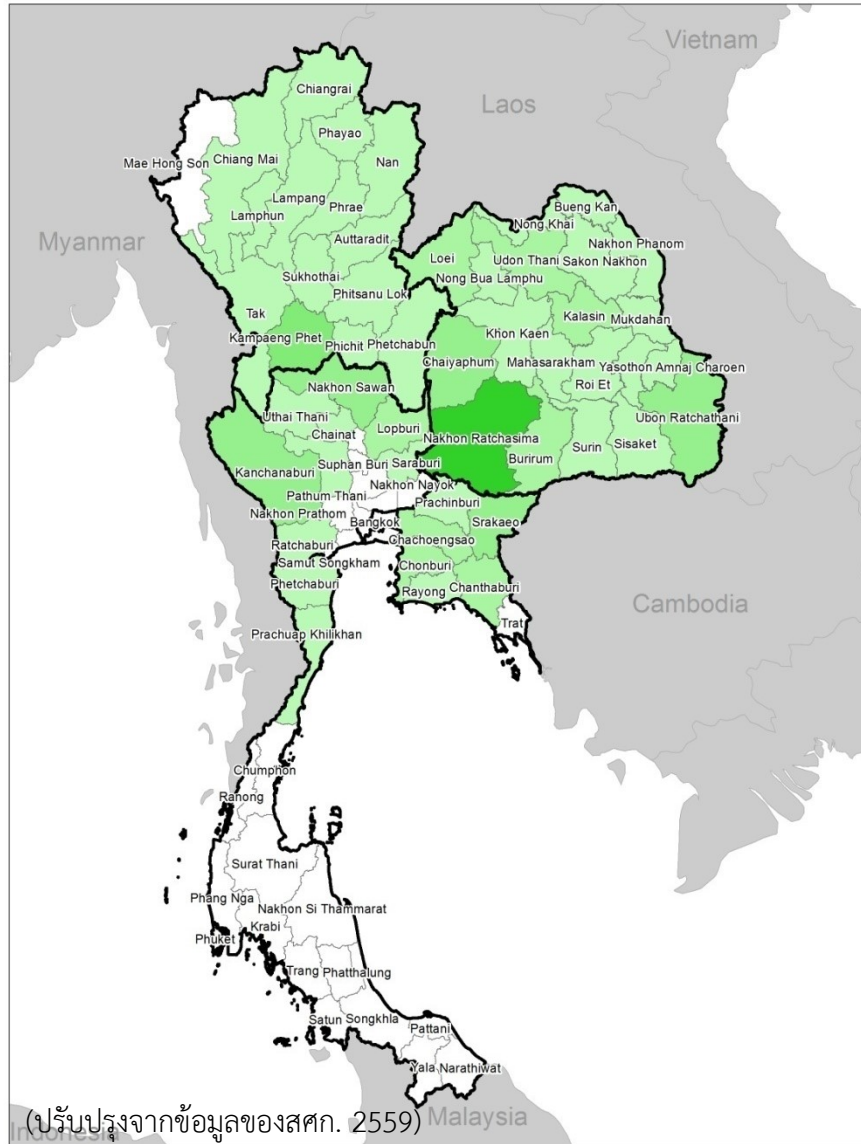 Vietnam
Laos
Chiangrai
Phayao
Mae Hong Son
Chiang Mai
Nan
Lampang
Lamphun
Phrae
Bueng Kan
Nong Khai
Auttaradit
Nakhon Phanom
Myanmar
Loei
Udon Thani
Sakon Nakhon
Nong Bua Lamphu
Sukhothai
Phitsanu Lok
Tak
Kalasin
Mukdahan
Kampaeng Phet
Khon Kaen
Phichit
Phetchabun
Chaiyaphum
Mahasarakham
Yasothon
Amnaj Charoen
Roi Et
Nakhon Sawan
Ubon Ratchathani
Uthai Thani
Lopburi
Chainat
Nakhon Ratchasima
Surin
Sisaket
Burirum
Suphan Buri
Saraburi
Kanchanaburi
Nakhon Nayok
Pathum Thani
Prachinburi
Nakhon Prathom
Bangkok
Srakaeo
Chachoengsao
Ratchaburi
Samut Songkham
Chonburi
Phetchaburi
Rayong
Chanthaburi
Cambodia
Trat
Prachuap Khilikhan
Chumphon
Ranong
Surat Thani
Phang Nga
Nakhon Si Thammarat
Krabi
Phuket
Trang
Phatthalung
Satun
Songkhla
Pattani
Yala
Narathiwat
(ปรับปรุงจากข้อมูลของสศก. 2559)
Malaysia
Indonesia